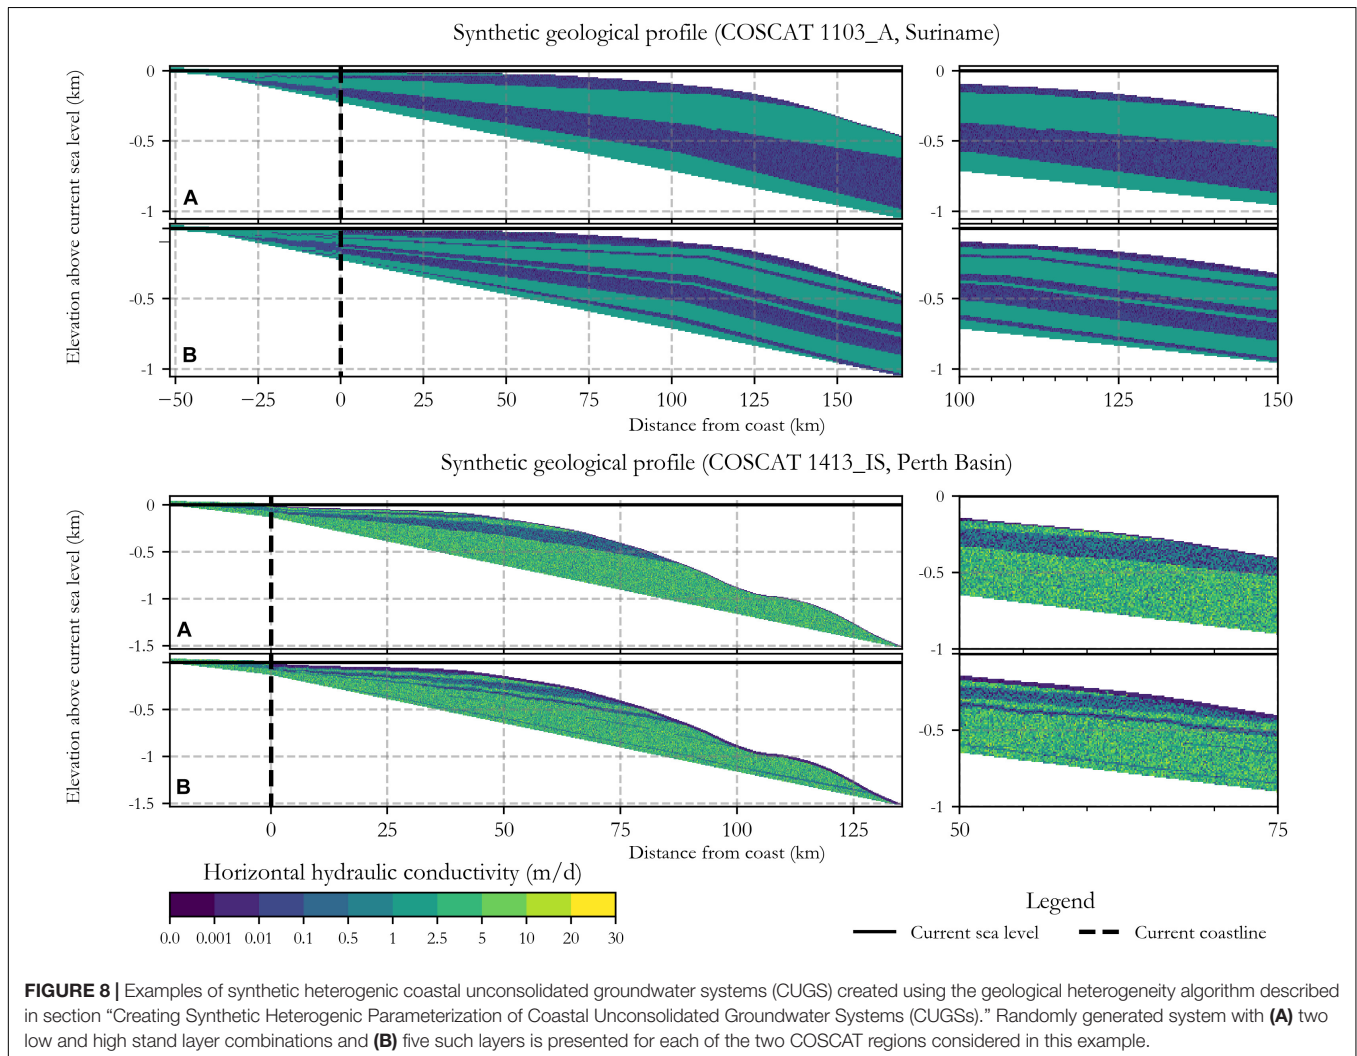 Synthetic geological profile (COSCAT 1103_A, Suriname)
Elevation above current sea level (km)
0
-0.5
-1
A
0
-0.5
-1
-0.5
-1
B
-0.5
-1
−50
−25
0
25
50
75
100
125
150
100
125
150
Distance from coast (km)
Synthetic geological profile (COSCAT 1413_IS, Perth Basin)
Elevation above current sea level (km)
0
-0.5
-1
-1.5
A
0
-0.5
-1
-0.5
-1
-1.5
B
-0.5
-1
0
25
50
75
100
125
50
75
Distance from coast (km)
Horizontal hydraulic conductivity (m/d)
0.0 0.001 0.01 0.1 0.5 1 2.5 5 10 20 30
Legend
Current sea level
Current coastline
FIGURE 8 | Examples of synthetic heterogenic coastal unconsolidated groundwater systems (CUGS) created using the geological heterogeneity algorithm described
in section “Creating Synthetic Heterogenic Parameterization of Coastal Unconsolidated Groundwater Systems (CUGSs).” Randomly generated system with (A) two
low and high stand layer combinations and (B) five such layers is presented for each of the two COSCAT regions considered in this example.